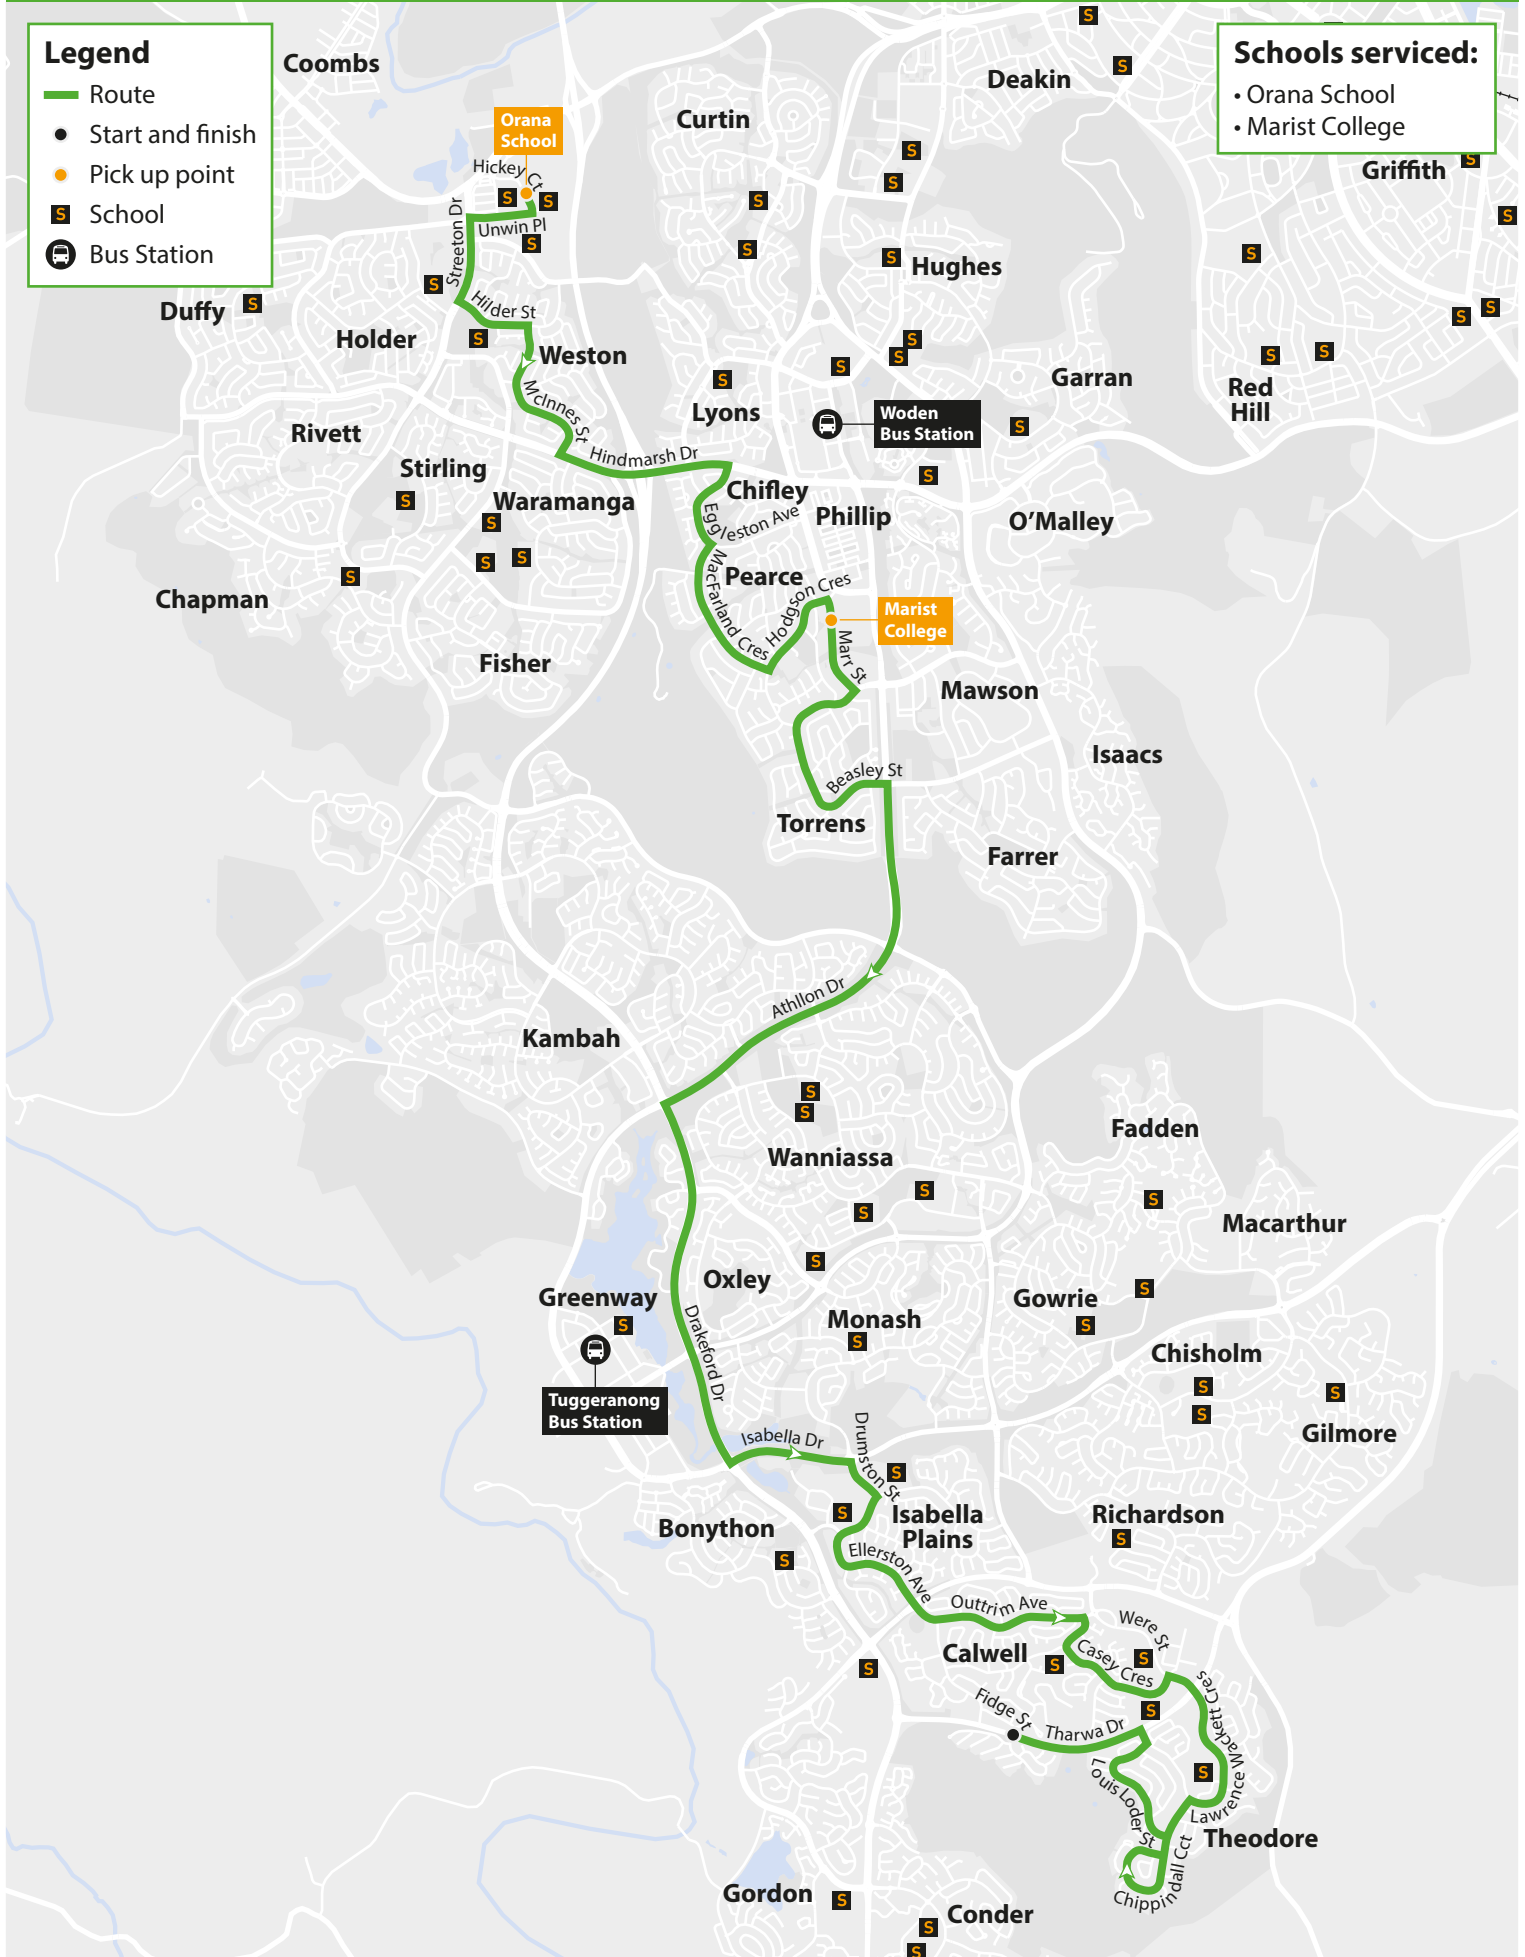 Legend
Route
Start and finish
Pick up point
S School
Bus Station
Schools serviced:
• Orana School
• Marist College
Coombs
Deakin
Curtin
Griffith
Orana
School
Hickey Ct
Unwin Pl
Streeton Dr
Hilder St
Hughes
Duffy
Holder
Weston
Garran
Red
Hill
Lyons
Woden
Bus Station
McInnes St
Rivett
Stirling
Hindmarsh Dr
Chifley
Waramanga
Eggleston Ave
Phillip
O'Malley
Chapman
Pearce
MacFarland Cres
Hodgson Cres
Marist
College
Marr St
Fisher
Mawson
Isaacs
Beasley St
Torrens
Farrer
Athllon Dr
Kambah
Fadden
Wanniassa
Macarthur
Oxley
Greenway
Gowrie
Monash
Drakeford Dr
Chisholm
Tuggeranong
Bus Station
Gilmore
Isabella Dr
Drumston St
Isabella
Plains
Richardson
Bonython
Ellerston Ave
Outtrim Ave
Were St
Calwell
Casey Cres
Fidge St
Tharwa Dr
Lawrence Wackett Cres
Louis Loder St
Theodore
Chippindall Cct
Gordon
Conder